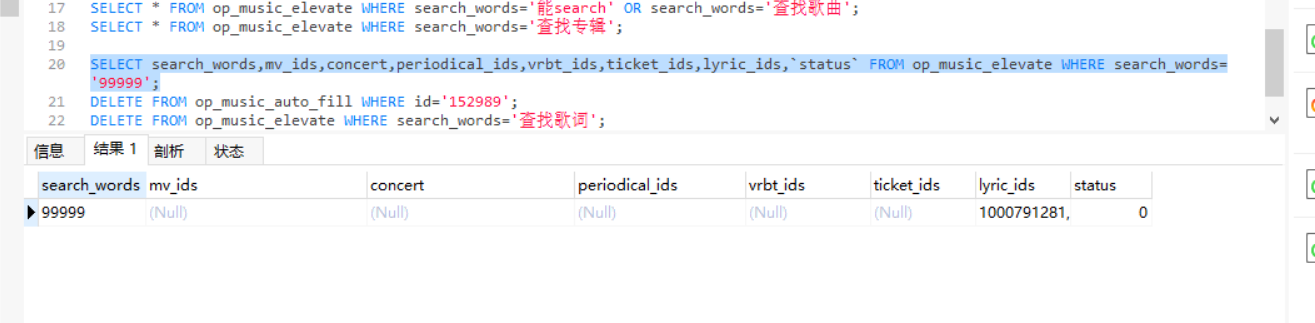 17 SELECT * FROM op_music_elevate WHERE search_words='能search' OR search_words='查找歌曲';
18 SELECT * FROM op_music_elevate WHERE search_words='查找专辑';
19
20 SELECT search_words,mv_ids,concert,periodical_ids,vrbt_ids,ticket_ids,lyric_ids,`status` FROM op_music_elevate WHERE search_words=
'99999';
21 DELETE FROM op_music_auto_fill WHERE id='152989';
22 DELETE FROM op_music_elevate WHERE search_words='查找歌词';
信息 结果 1 剖析 状态
search_words mv_ids concert periodical_ids vrbt_ids ticket_ids lyric_ids status
99999 (Null) (Null) (Null) (Null) (Null) 1000791281, 0